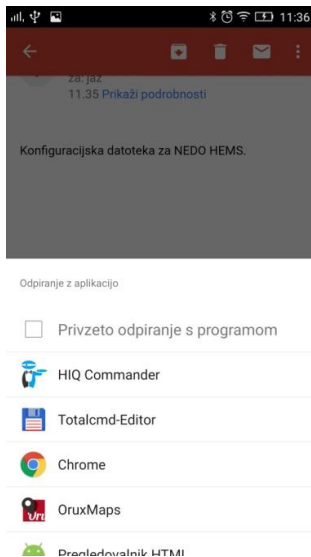 11:36
za: jaz
11.35 Prikaži podrobnosti
Konfiguracijska datoteka za NEDO HEMS.
Odpiranje z aplikacijo
Privzeto odpiranje s programom
HIQ Commander
Totalcmd-Editor
Chrome
OruxMaps
Pregledovalnik HTML